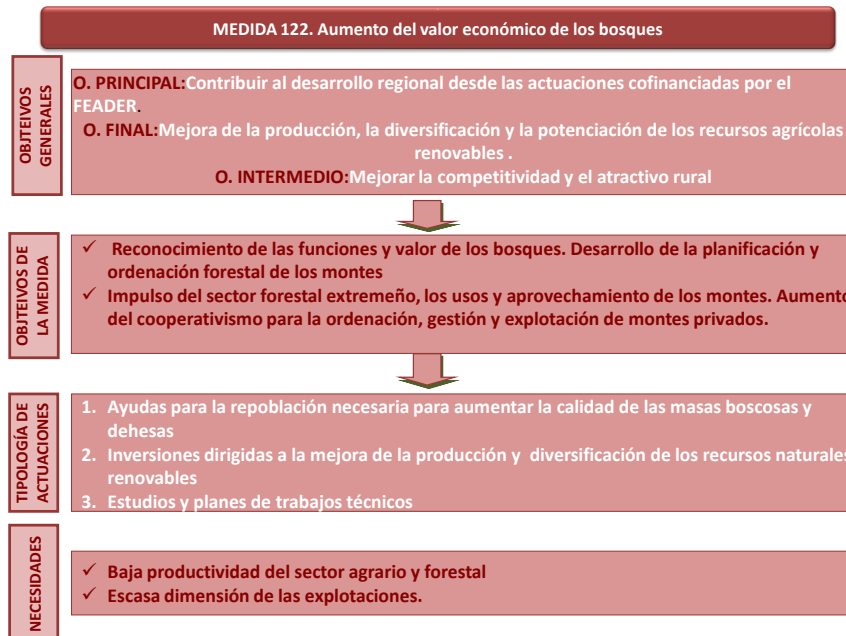 MEDIDA 122. Aumento del valor económico de los bosques
OBJTEIVOS
GENERALES
O. PRINCIPAL:Contribuir al desarrollo regional desde las actuaciones cofinanciadas por el
FEADER.
O. FINAL:Mejora de la producción, la diversificación y la potenciación de los recursos agrícolas
renovables .
O. INTERMEDIO:Mejorar la competitividad y el atractivo rural
OBJTEIVOS DE
LA MEDIDA
✓ Reconocimiento de las funciones y valor de los bosques. Desarrollo de la planificación y
ordenación forestal de los montes
✓ Impulso del sector forestal extremeño, los usos y aprovechamiento de los montes. Aumento
del cooperativismo para la ordenación, gestión y explotación de montes privados.
TIPOLOGÍA DE
ACTUACIONES
1. Ayudas para la repoblación necesaria para aumentar la calidad de las masas boscosas y
dehesas
2. Inversiones dirigidas a la mejora de la producción y diversificación de los recursos naturales
renovables
3. Estudios y planes de trabajos técnicos
NECESIDADES
✓ Baja productividad del sector agrario y forestal
✓ Escasa dimensión de las explotaciones.